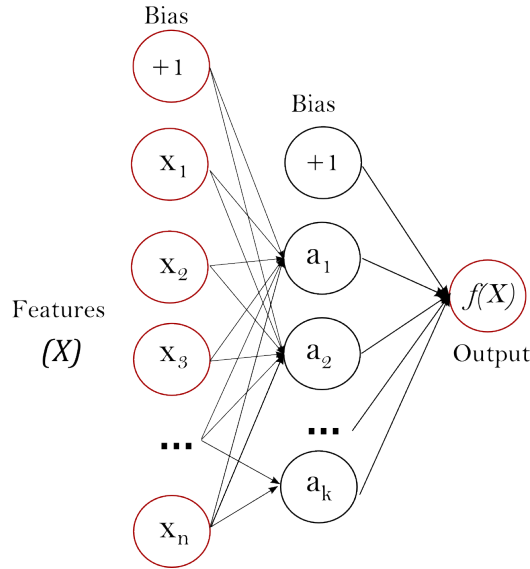 Bias
+1
x1
x2
x3
...
xn
Features
(X)
Bias
+1
a1
a2
...
ak
f(X)
Output